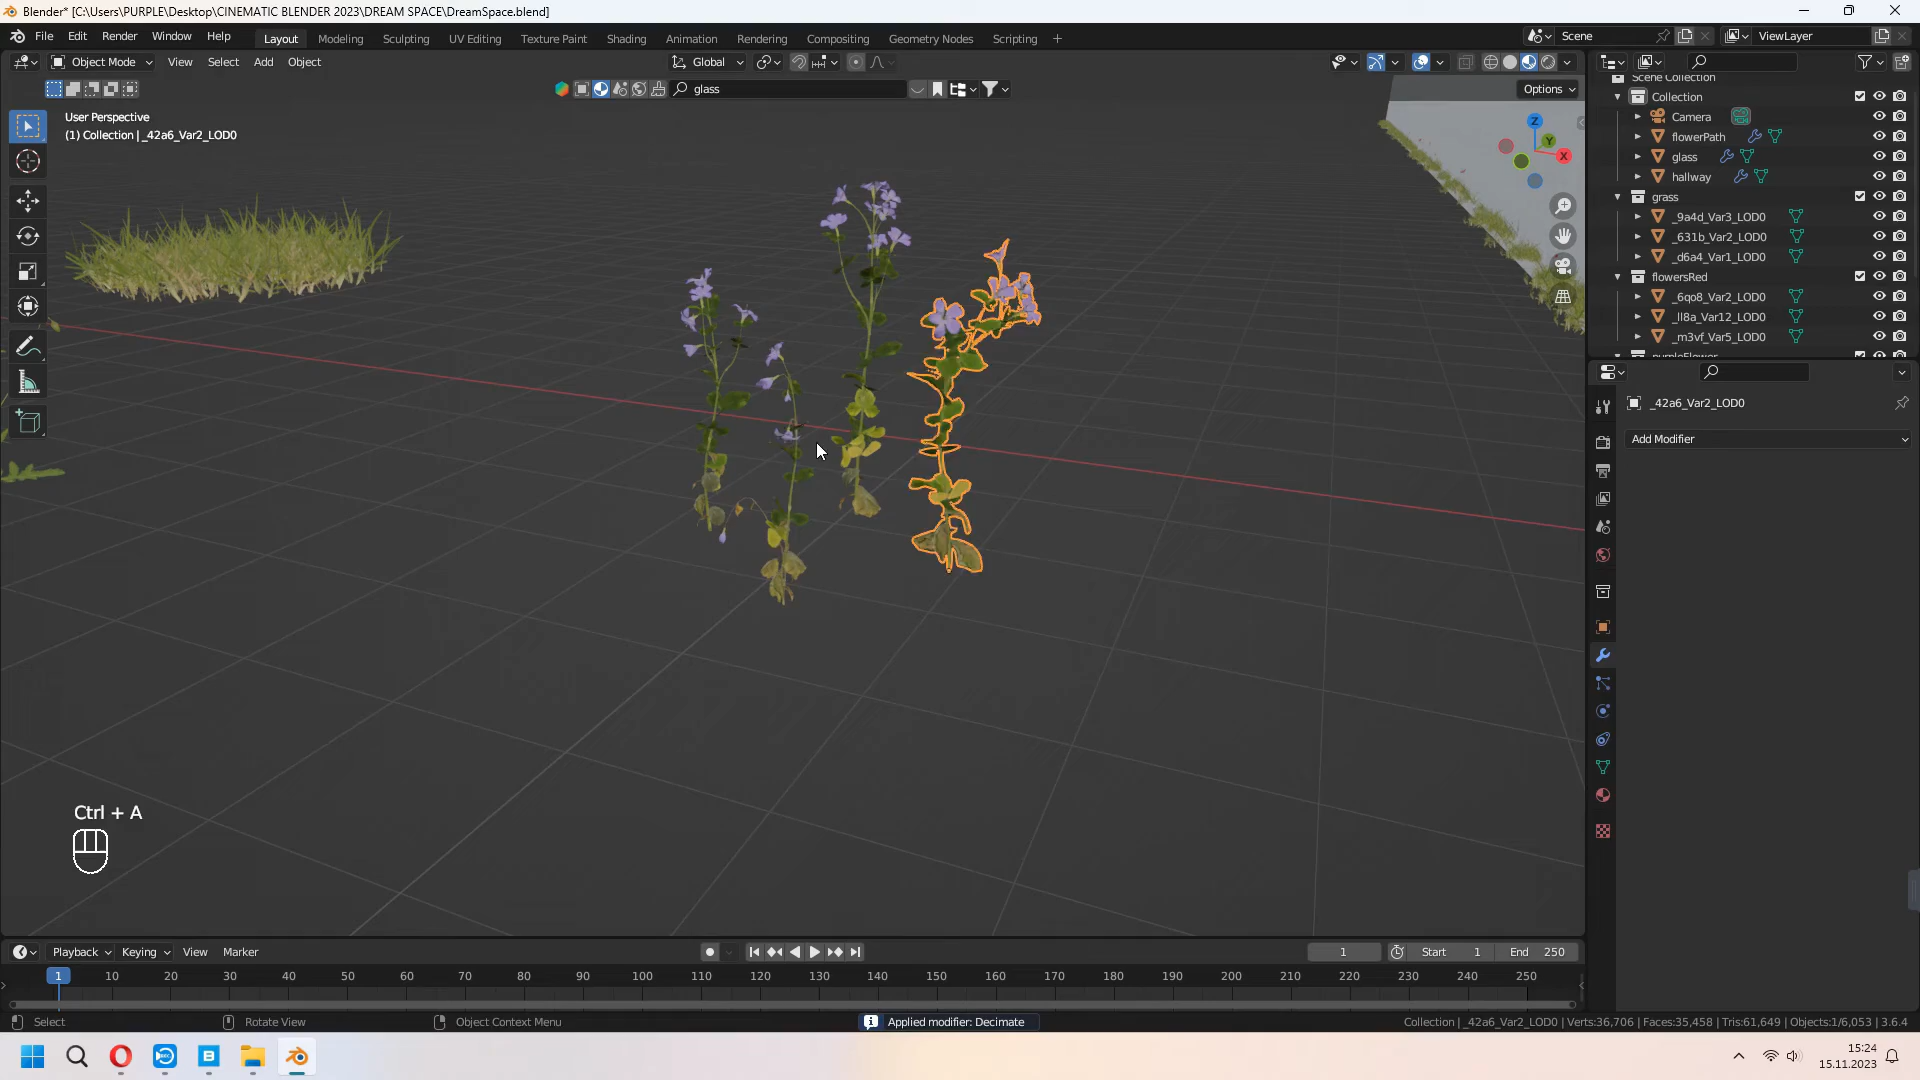 Blender* [C:\Users\PURPLE\Desktop\CINEMATIC BLENDER 2023\DREAM SPACE\DreamSpace.blend]
File Edit Render Window Help Layout Modeling Sculpting UV Editing Texture Paint Shading Animation Rendering Compositing Geometry Nodes Scripting + Scene ViewLayer
Object Mode View Select Add Object Global
glass Options
User Perspective
(1) Collection | _42a6_Var2_LOD0
Z
Y
X
Scene Collection
Collection
Camera
flowerPath
glass
hallway
grass
_9a4d_Var3_LOD0
_631b_Var2_LOD0
_d6a4_Var1_LOD0
flowersRed
_6qo8_Var2_LOD0
_ll8a_Var12_LOD0
_m3vf_Var5_LOD0
purpleFlower
_42a6_Var2_LOD0
Add Modifier
Ctrl + A
Playback Keying View Marker 1 Start 1 End 250
1 10 20 30 40 50 60 70 80 90 100 110 120 130 140 150 160 170 180 190 200 210 220 230 240 250
Select Rotate View Object Context Menu Applied modifier: Decimate Collection | _42a6_Var2_LOD0 | Verts:36,706 | Faces:35,458 | Tris:61,649 | Objects:1/6,053 | 3.6.4
15:24
15.11.2023